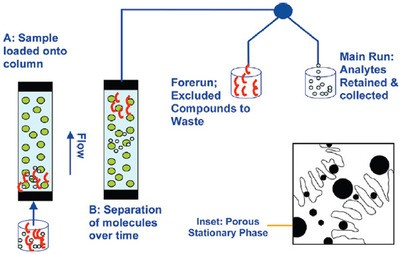 A: Sample
loaded onto
column
Flow
B: Separation
of molecules
over time
Forerun;
Excluded
Compounds to
Waste
Main Run:
Analytes
Retained &
collected
Inset: Porous
Stationary Phase